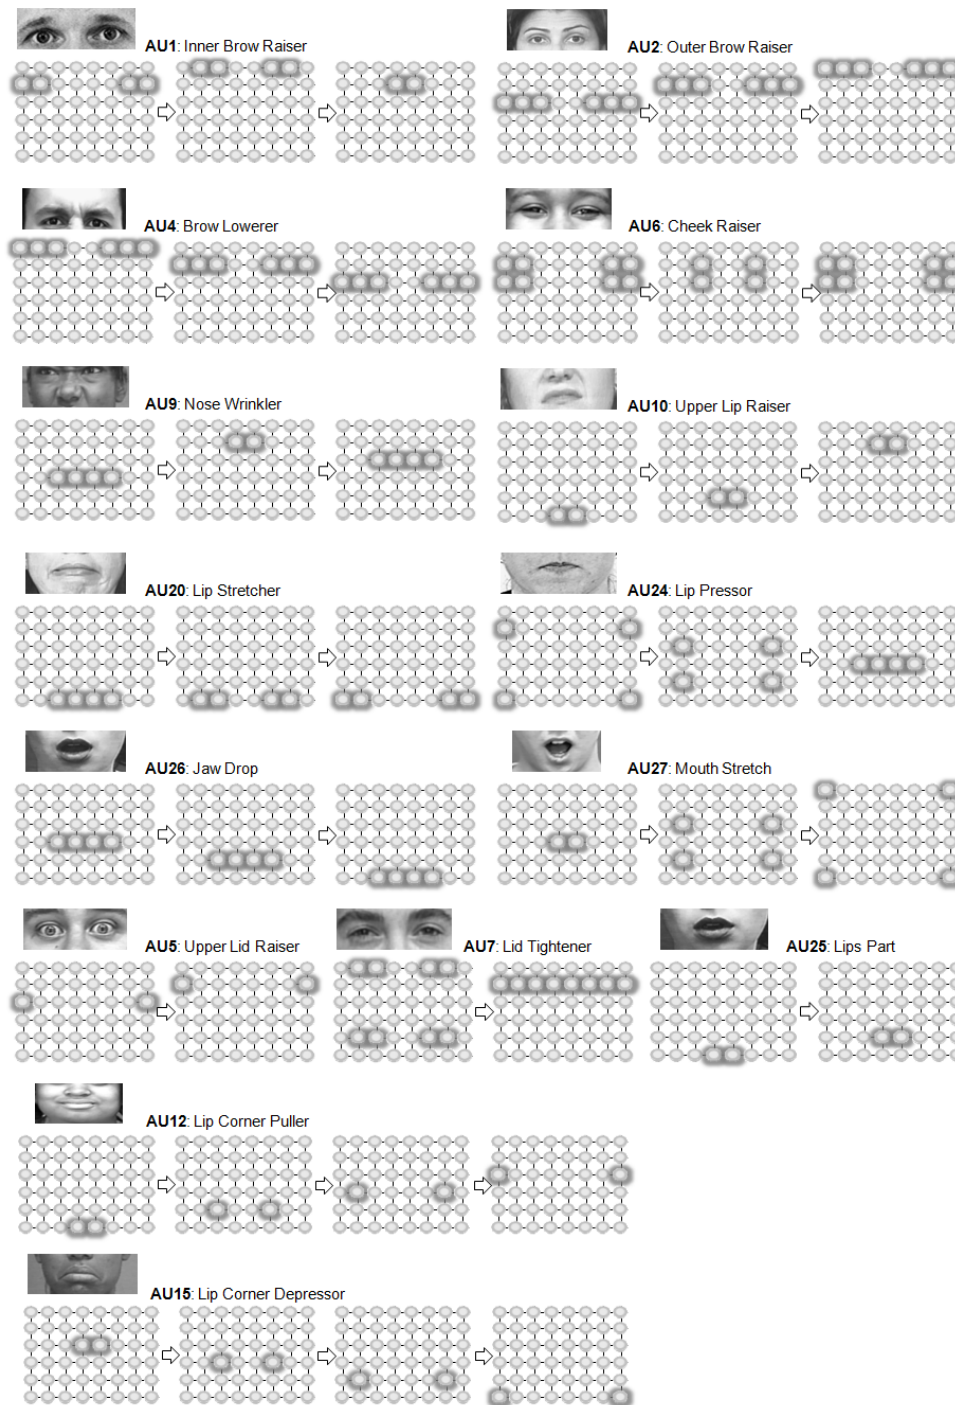 AU1: Inner Brow Raiser
AU2: Outer Brow Raiser
AU4: Brow Lowerer
AU6: Cheek Raiser
AU9: Nose Wrinkler
AU10: Upper Lip Raiser
AU20: Lip Stretcher
AU24: Lip Pressor
AU26: Jaw Drop
AU27: Mouth Stretch
AU5: Upper Lid Raiser
AU7: Lid Tightener
AU25: Lips Part
AU12: Lip Corner Puller
AU15: Lip Corner Depressor